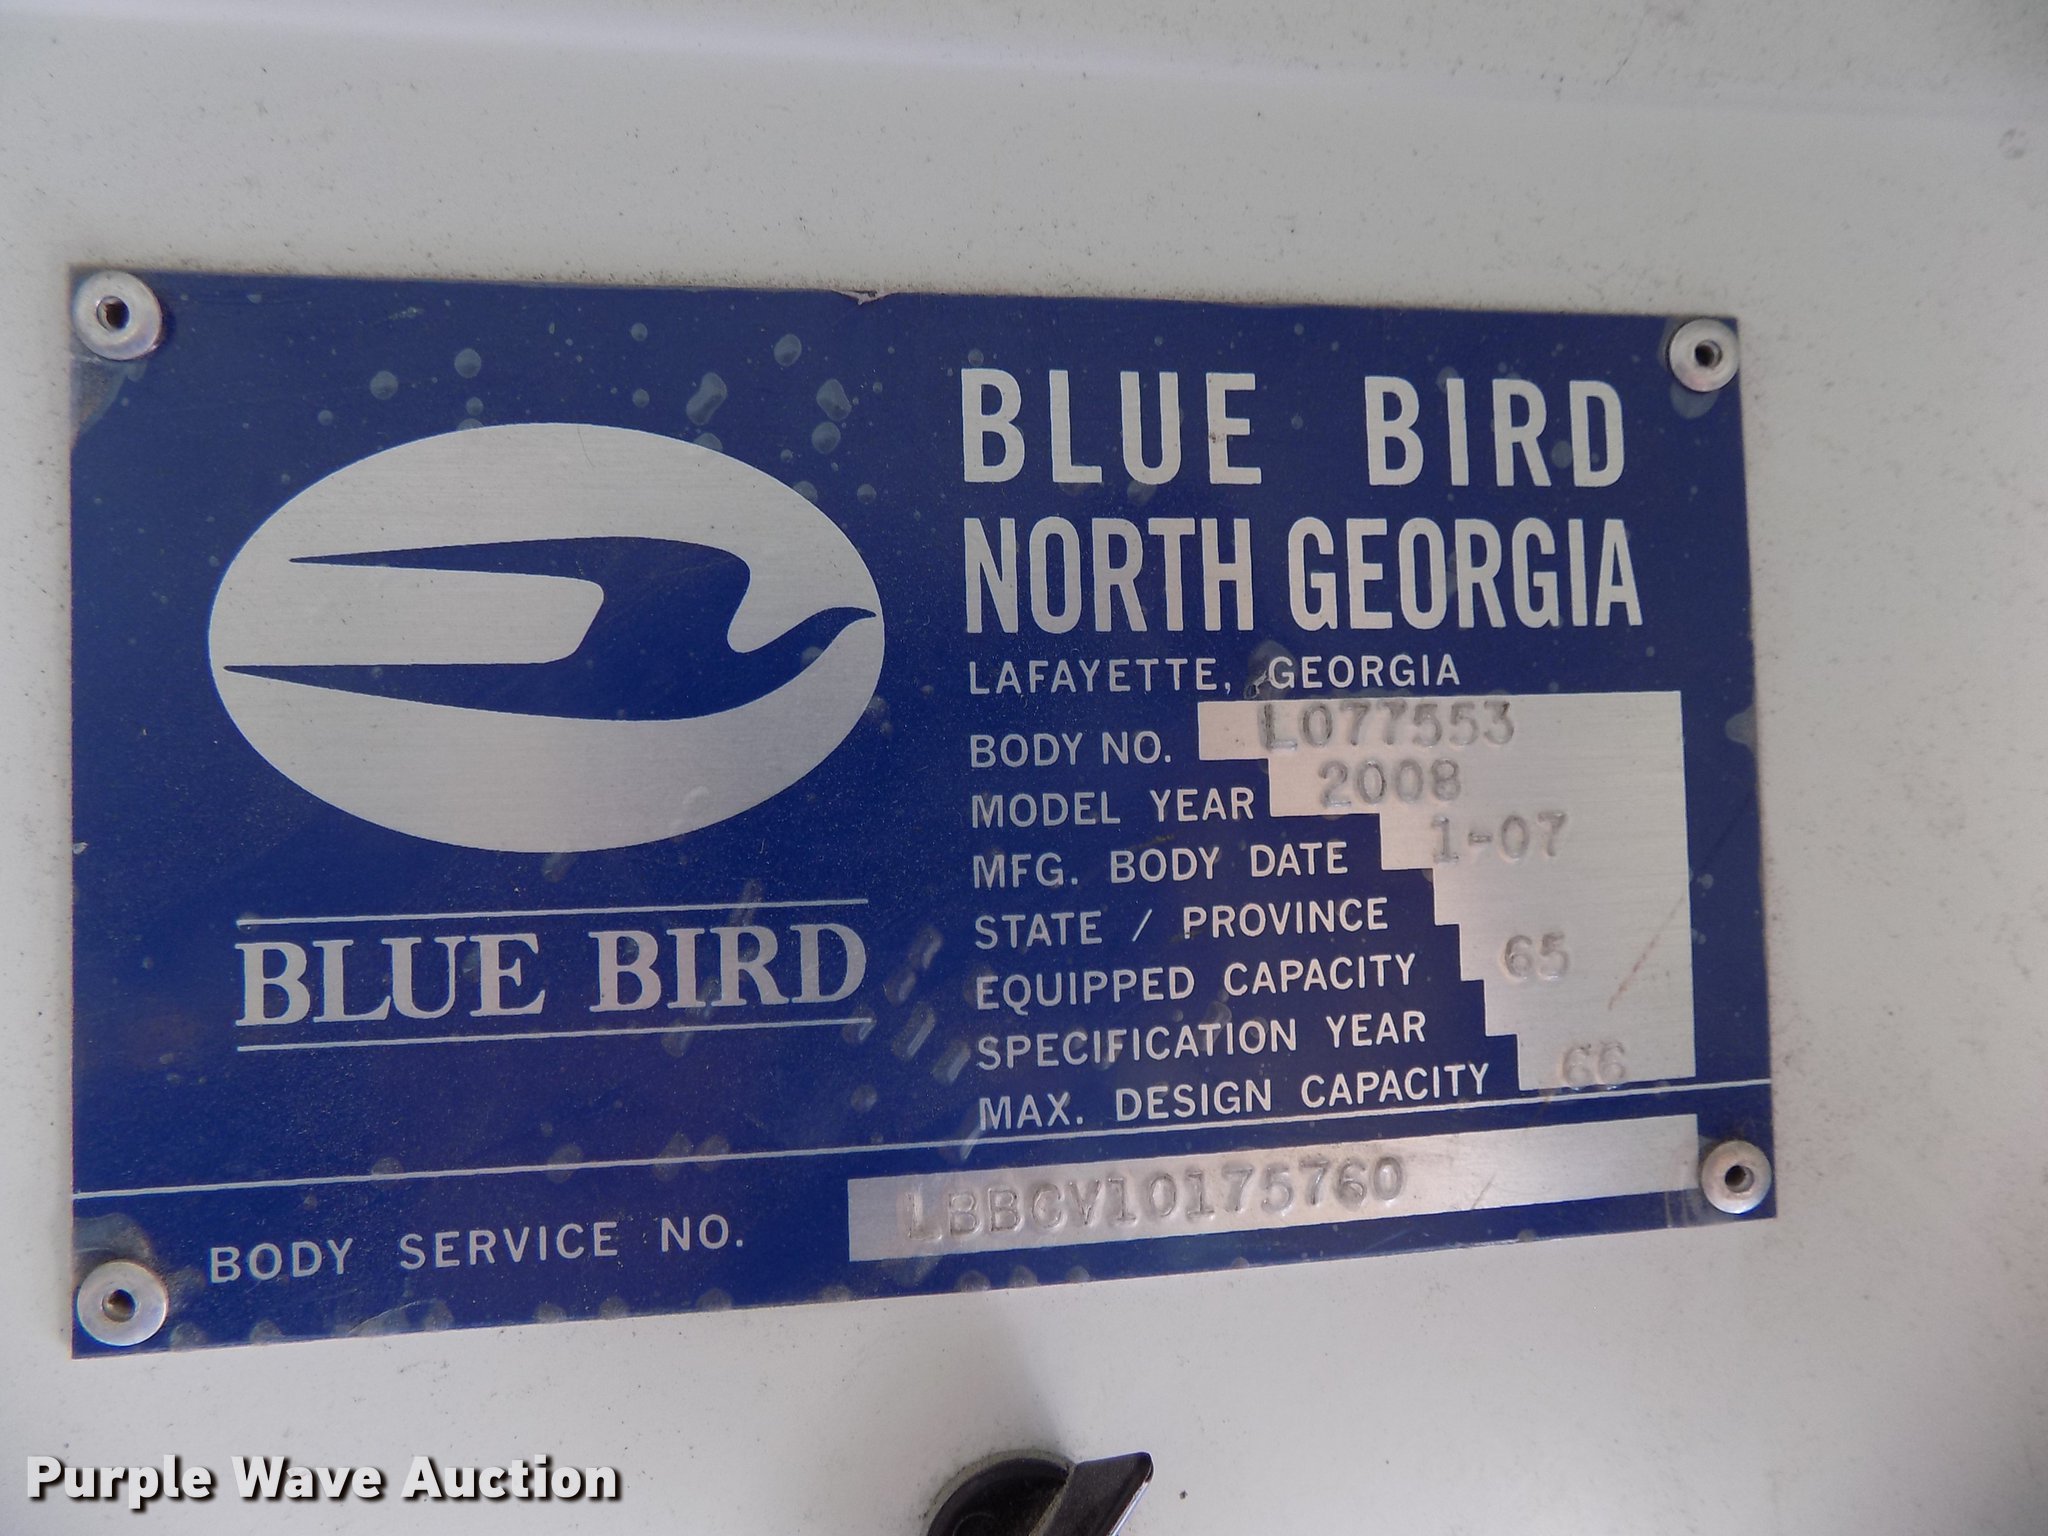 BLUE BIRD
NORTH GEORGIA
LAFAYETTE, GEORGIA
BODY NO. L077553
MODEL YEAR 2008
MFG. BODY DATE 1-07
STATE / PROVINCE
EQUIPPED CAPACITY 65
SPECIFICATION YEAR
MAX. DESIGN CAPACITY 66
BLUE BIRD
BODY SERVICE NO. LBBCV10175760
Purple Wave Auction